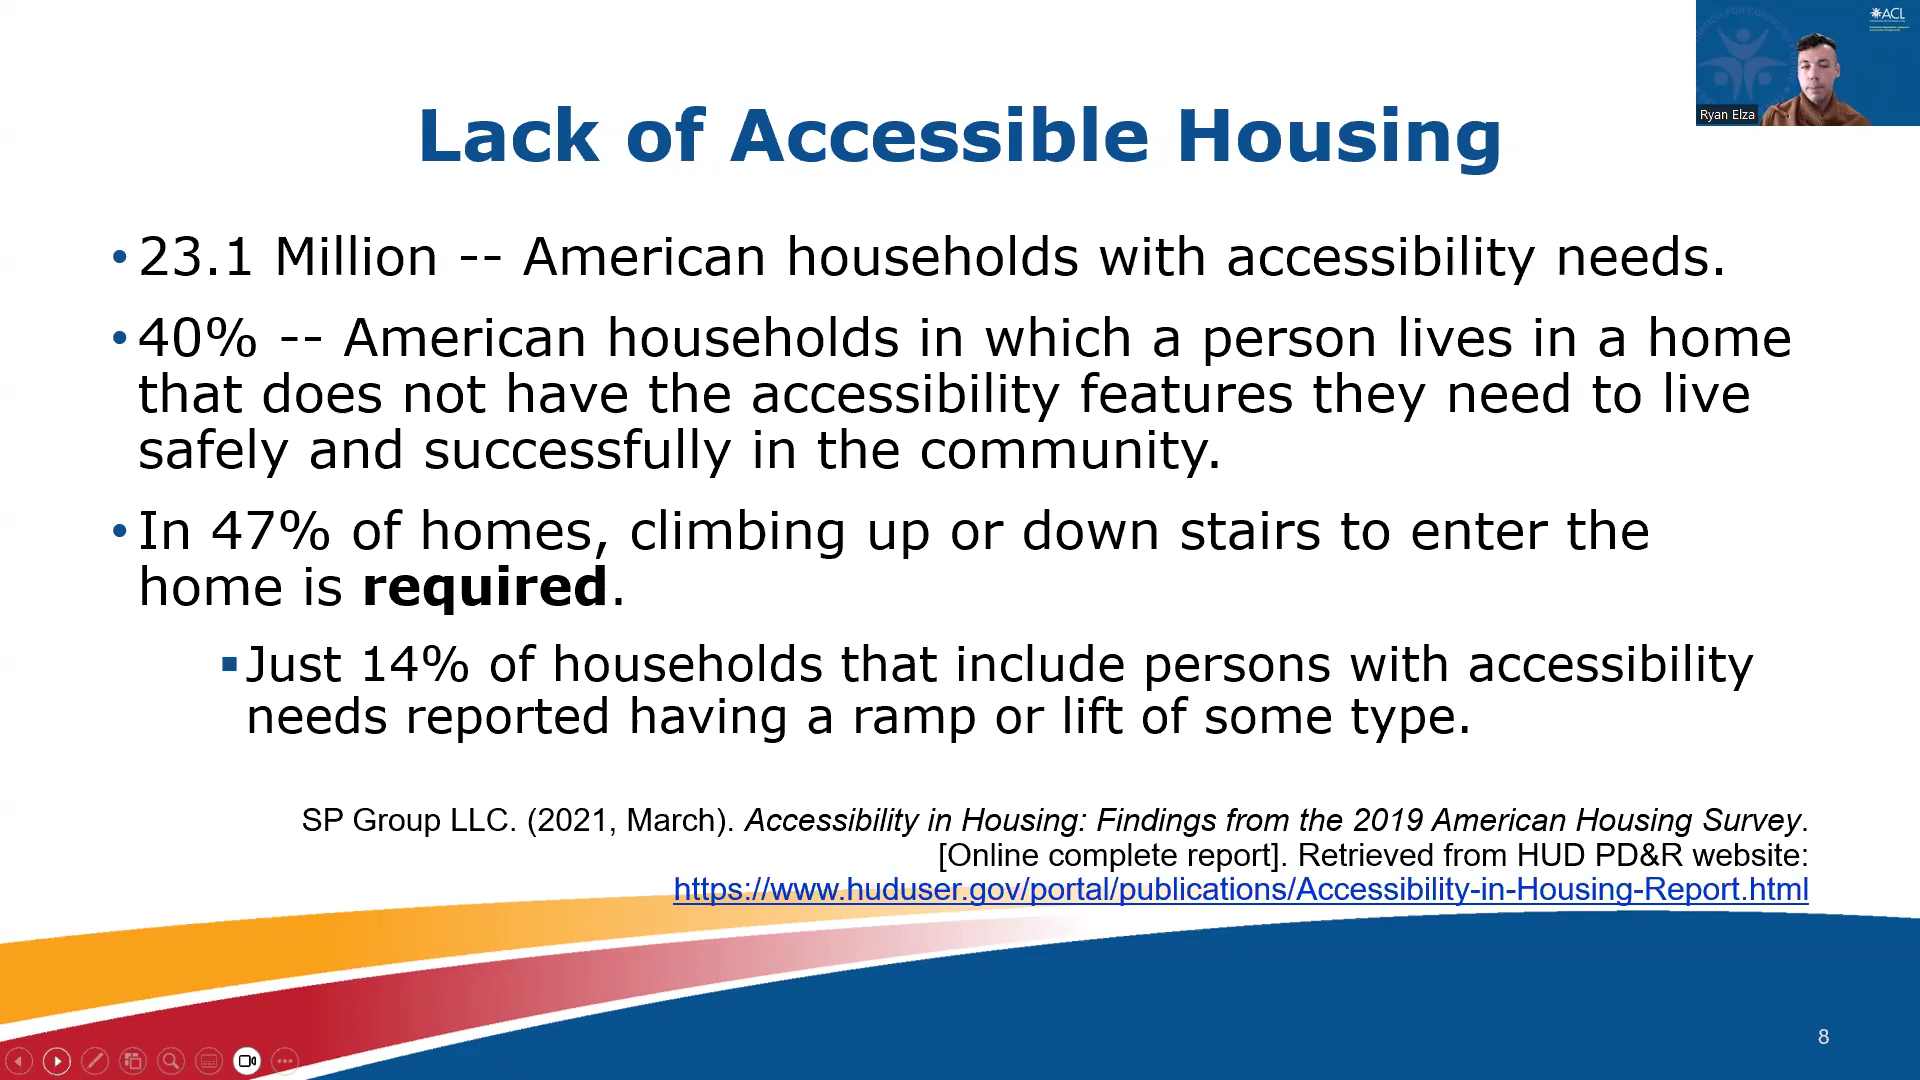 ACL
Ryan Elza
Lack of Accessible Housing
• 23.1 Million -- American households with accessibility needs.
• 40% -- American households in which a person lives in a home
that does not have the accessibility features they need to live
safely and successfully in the community.
• In 47% of homes, climbing up or down stairs to enter the
home is required.
▪ Just 14% of households that include persons with accessibility
needs reported having a ramp or lift of some type.
SP Group LLC. (2021, March). Accessibility in Housing: Findings from the 2019 American Housing Survey.
[Online complete report]. Retrieved from HUD PD&R website:
https://www.huduser.gov/portal/publications/Accessibility-in-Housing-Report.html
8